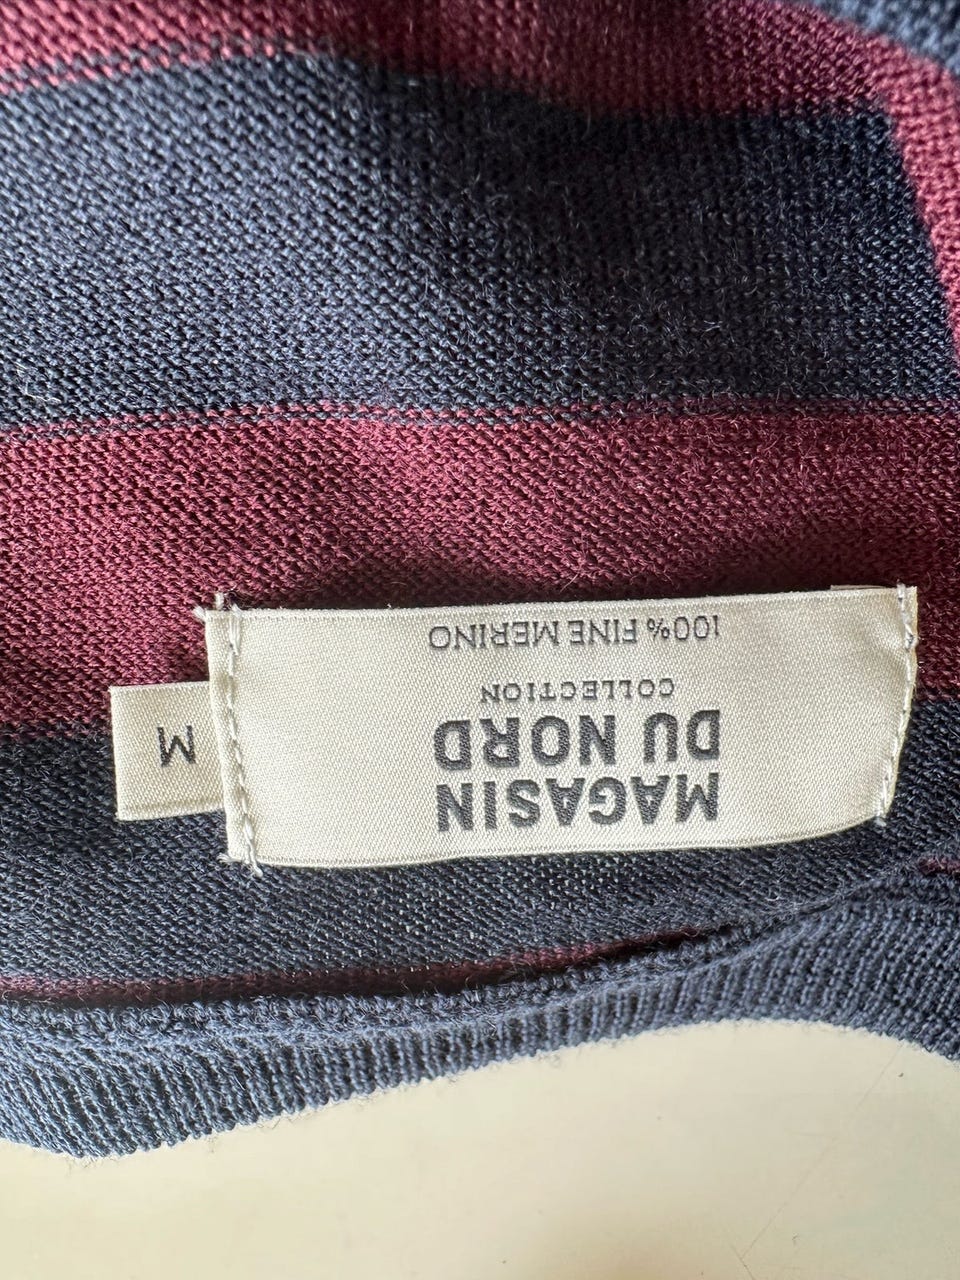 MAGASIN
DU NORD
COLLECTION
100% FINE MERINO
M